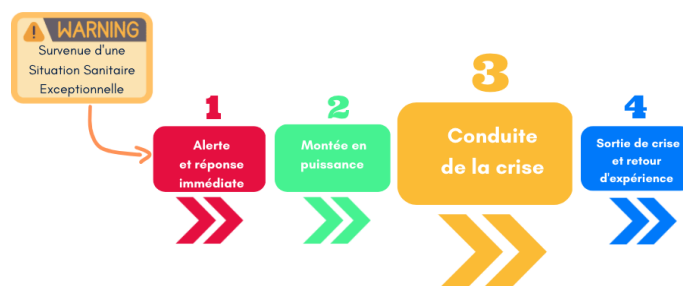 WARNING
Survenue d'une
Situation Sanitaire
Exceptionnelle
1
Alerte
et réponse
immédiate
2
Montée en
puissance
3
Conduite
de la crise
4
Sortie de crise
et retour
d'expérience